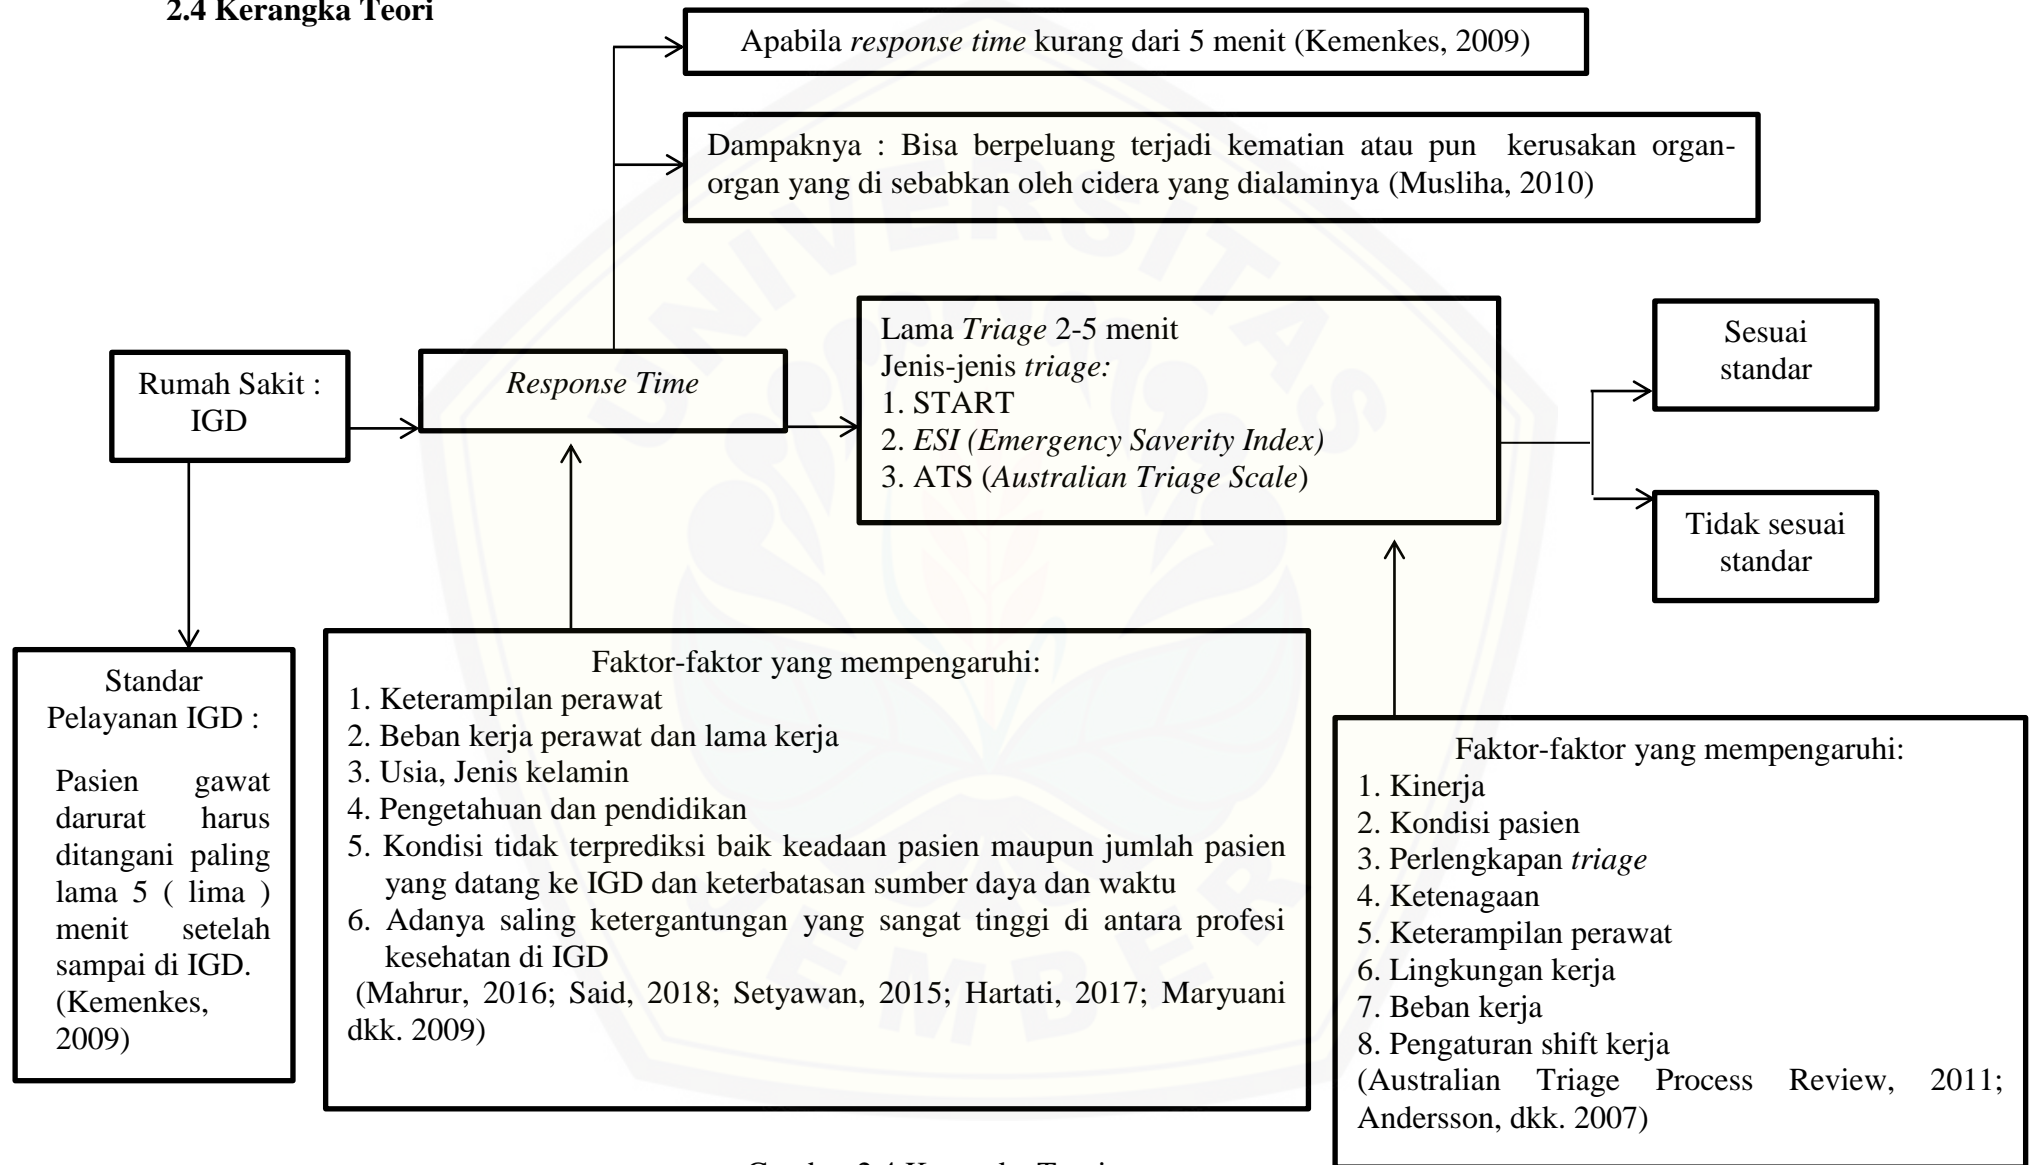 2.4 Kerangka Teori
Apabila response time kurang dari 5 menit (Kemenkes, 2009)
Dampaknya : Bisa berpeluang terjadi kematian atau pun kerusakan organ-
organ yang di sebabkan oleh cidera yang dialaminya (Musliha, 2010)
Rumah Sakit :
IGD
Response Time
Lama Triage 2-5 menit
Jenis-jenis triage:
1. START
2. ESI (Emergency Saverity Index)
3. ATS (Australian Triage Scale)
Sesuai
standar
Tidak sesuai
standar
Standar
Pelayanan IGD :
Pasien gawat
darurat harus
ditangani paling
lama 5 ( lima )
menit setelah
sampai di IGD.
(Kemenkes,
2009)
Faktor-faktor yang mempengaruhi:
1. Keterampilan perawat
2. Beban kerja perawat dan lama kerja
3. Usia, Jenis kelamin
4. Pengetahuan dan pendidikan
5. Kondisi tidak terprediksi baik keadaan pasien maupun jumlah pasien
yang datang ke IGD dan keterbatasan sumber daya dan waktu
6. Adanya saling ketergantungan yang sangat tinggi di antara profesi
kesehatan di IGD
(Mahrur, 2016; Said, 2018; Setyawan, 2015; Hartati, 2017; Maryuani
dkk. 2009)
Faktor-faktor yang mempengaruhi:
1. Kinerja
2. Kondisi pasien
3. Perlengkapan triage
4. Ketenagaan
5. Keterampilan perawat
6. Lingkungan kerja
7. Beban kerja
8. Pengaturan shift kerja
(Australian Triage Process Review, 2011;
Andersson, dkk. 2007)
Gambar 2.4 Kerangka Teori
UNIVERSITAS
JEMBER